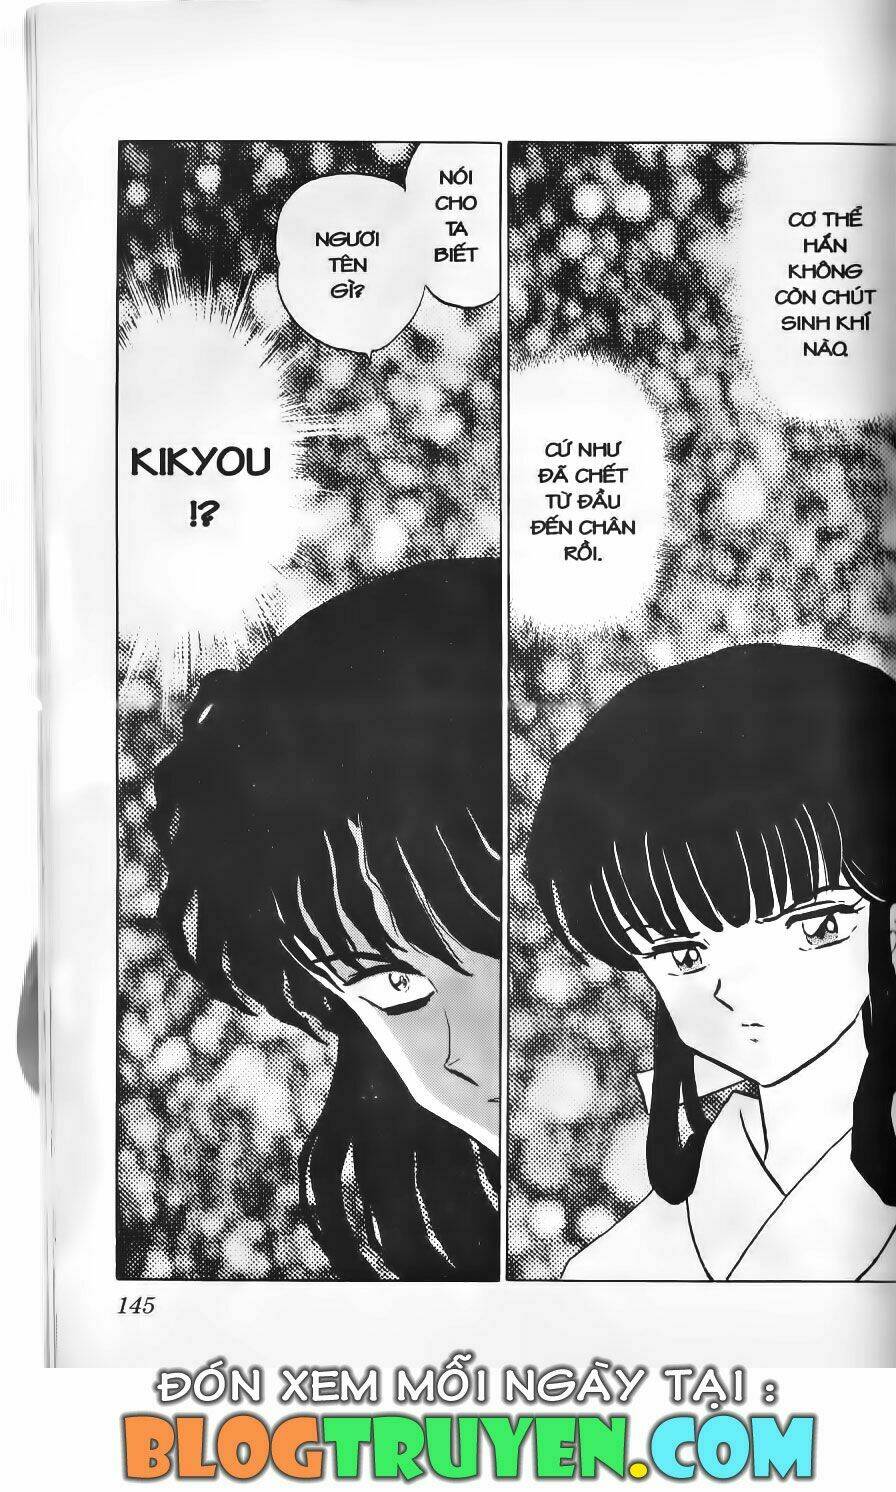 CƠ THỂ
HẮN
KHÔNG
CÒN CHÚT
SINH KHÍ
NÀO.
CỨ NHƯ
ĐÃ CHẾT
TỪ ĐẦU
ĐẾN CHÂN
RỒI.
NÓI
CHO
TA
BIẾT
NGƯƠI
TÊN
GÌ?
KIKYOU
!?
145
ĐÓN XEM MỖI NGÀY TẠI :
BLOGTRUYEN.COM